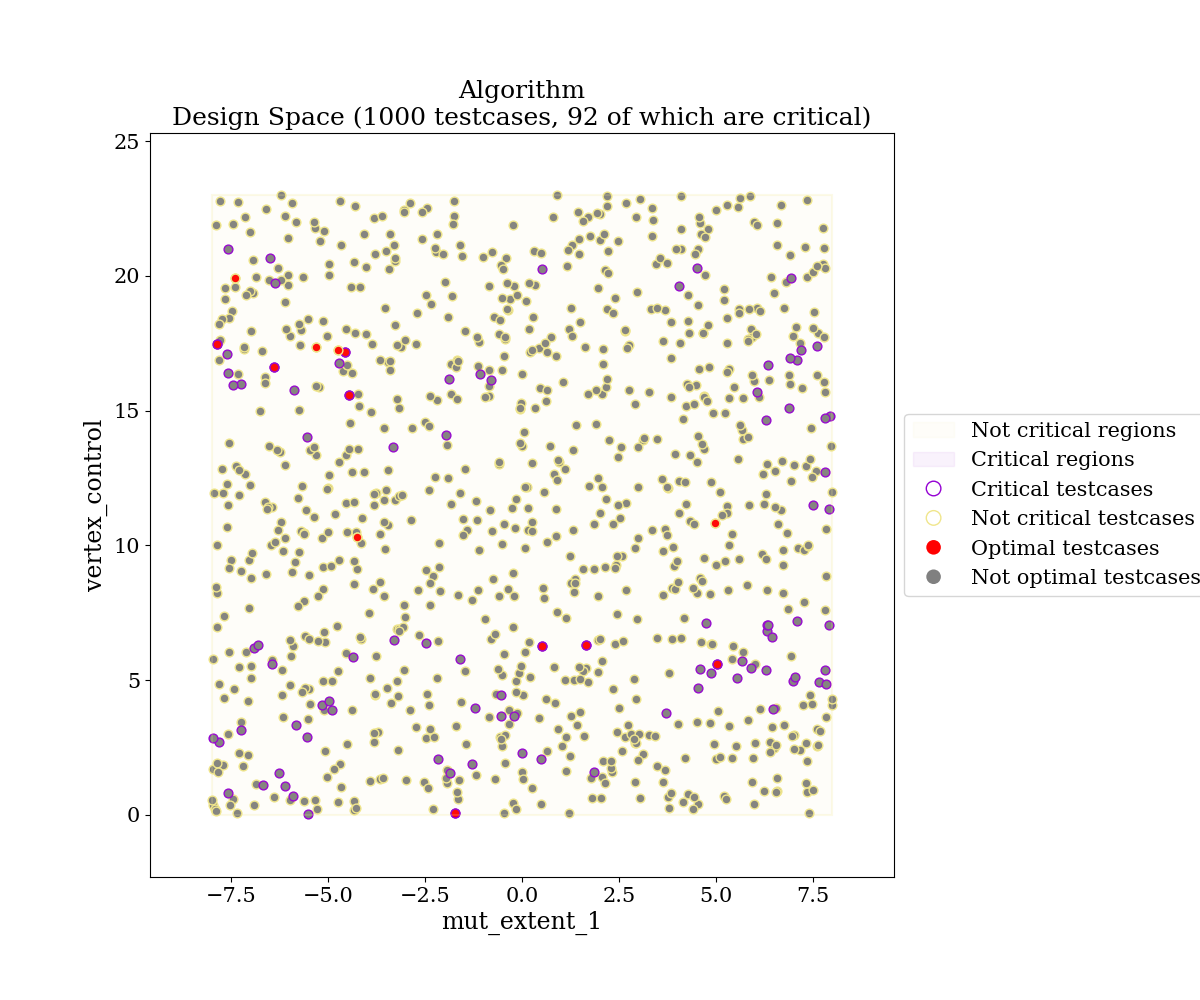 Algorithm
Design Space (1000 testcases, 92 of which are critical)
25
20
15
10
5
0
vertex_control
−7.5
−5.0
−2.5
0.0
2.5
5.0
7.5
mut_extent_1
Not critical regions
Critical regions
Critical testcases
Not critical testcases
Optimal testcases
Not optimal testcases